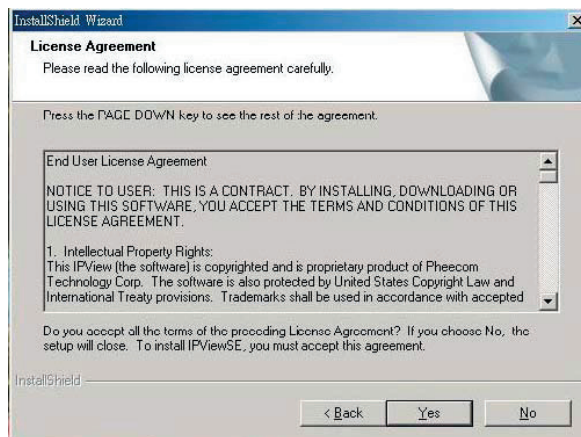 InstallShield Wizard
License Agreement
Please read the following license agreement carefully.
Press the PAGE DOWN key to see the rest of the agreement.
End User License Agreement
NOTICE TO USER: THIS IS A CONTRACT. BY INSTALLING, DOWNLOADING OR
USING THIS SOFTWARE, YOU ACCEPT THE TERMS AND CONDITIONS OF THIS
LICENSE AGREEMENT.
1. Intellectual Property Rights:
This IPView (the software) is copyrighted and is proprietary product of Pheecom
Technology Corp. The software is also protected by United States Copyright Law and
International Treaty provisions. Trademarks shall be used in accordance with accepted
Do you accept all the terms of the preceding License Agreement? If you choose No, the
setup will close. To install IPViewSE, you must accept this agreement.
InstallShield
< Back Yes No